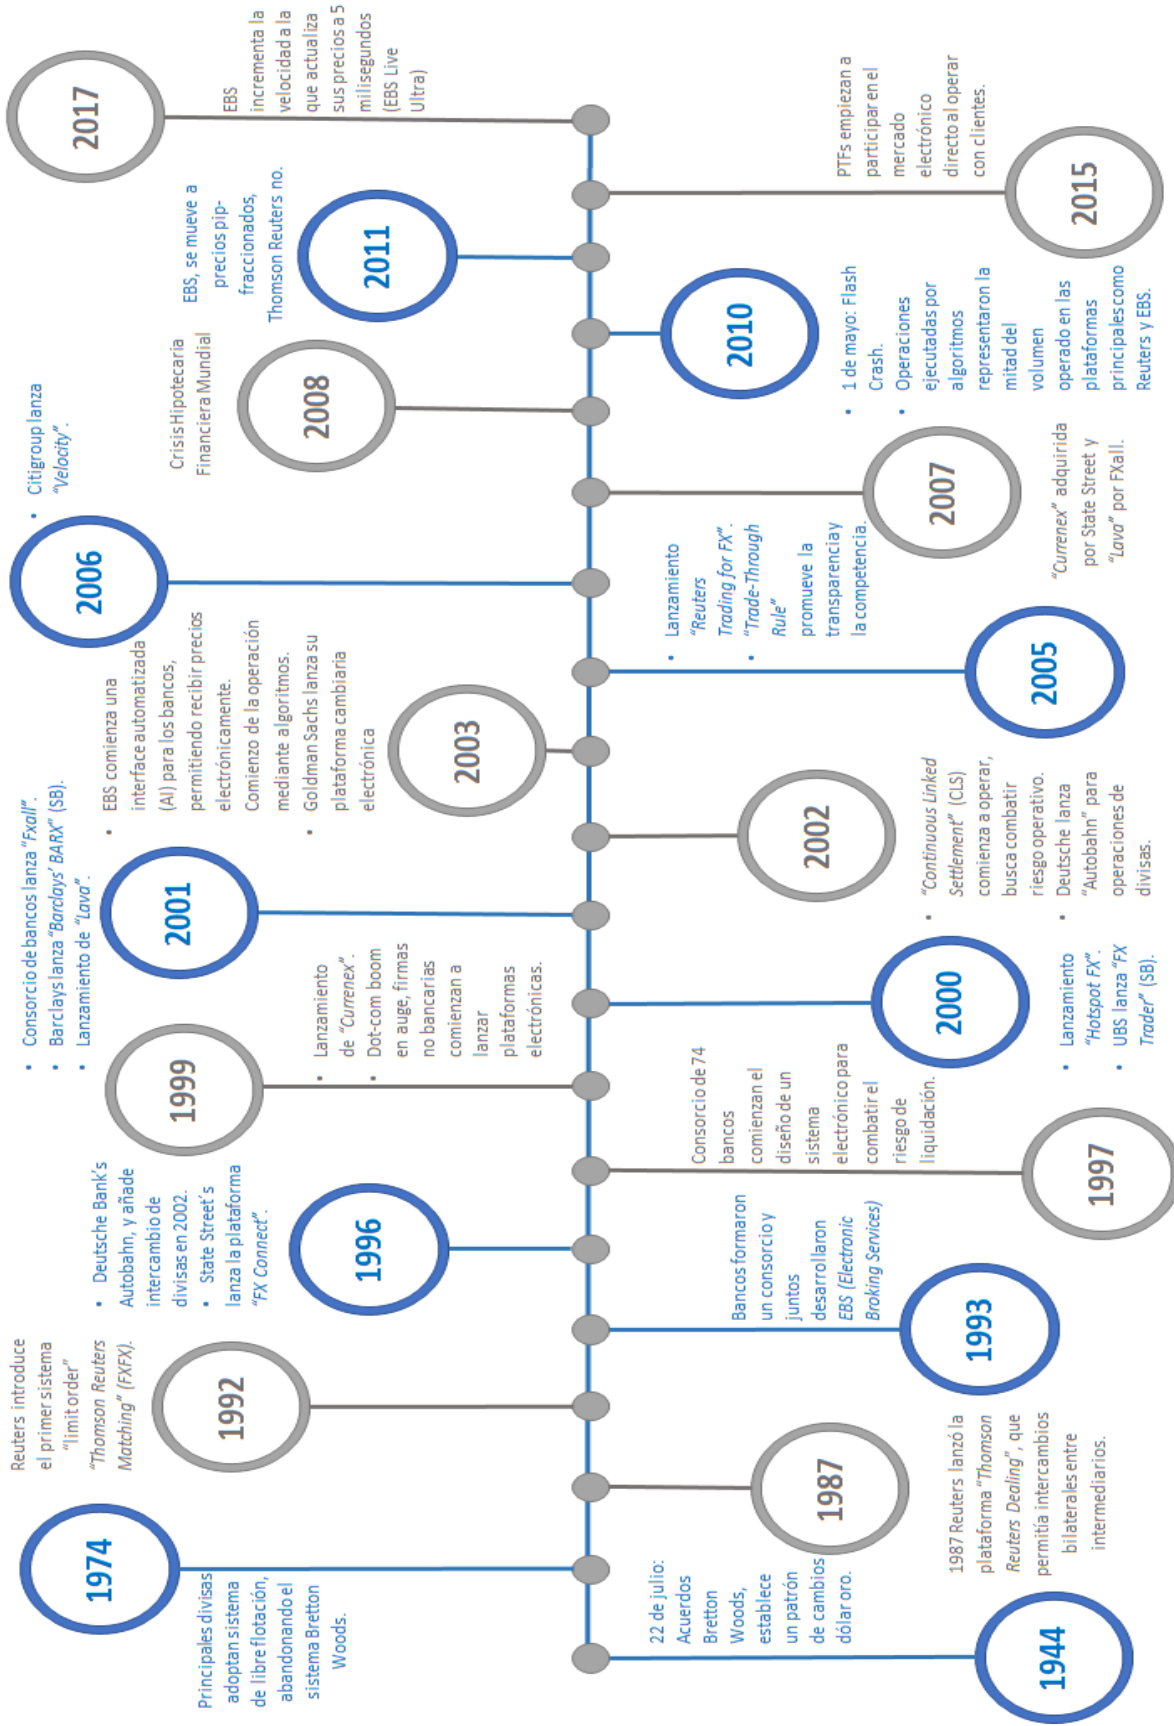 1944
22 de julio:
Acuerdos
Bretton
Woods,
establece
un patrón
de cambios
dólar oro.
1974
Principales divisas
adoptan sistema
de libre flotación,
abandonando el
sistema Bretton
Woods.
1987
1987 Reuters lanzó la
plataforma “Thomson
Reuters Dealing”, que
permitía intercambios
bilaterales entre
intermediarios.
1992
Reuters introduce
el primer sistema
“limit order”
“Thomson Reuters
Matching” (FXFX).
1993
Bancos formaron
un consorcio y
juntos
desarrollaron
EBS (Electronic
Broking Services)
1996
• Deutsche Bank's
Autobahn, y añade
intercambio de
divisas en 2002.
• State Street´s
lanza la plataforma
“FX Connect”.
1997
Consorcio de 74
bancos
comienzan el
diseño de un
sistema
electrónico para
combatir el
riesgo de
liquidación.
1999
• Lanzamiento
de “Currenex”.
• Dot-com boom
en auge, firmas
no bancarias
comienzan a
lanzar
plataformas
electrónicas.
2000
• Lanzamiento
“Hotspot FX”.
• UBS lanza “FX
Trader” (SB).
2001
• Consorcio de bancos lanza “Fxall”.
• Barclays lanza “Barclays' BARX” (SB).
• Lanzamiento de “Lava”.
2002
• “Continuous Linked
Settlement” (CLS)
comienza a operar,
busca combatir
riesgo operativo.
• Deutsche lanza
“Autobahn” para
operaciones de
divisas.
2003
• EBS comienza una
interface automatizada
(AI) para los bancos,
permitiendo recibir precios
electrónicamente.
Comienzo de la operación
mediante algoritmos.
• Goldman Sachs lanza su
plataforma cambiaria
electrónica
2005
• Lanzamiento
“Reuters
Trading for FX”.
• “Trade-Through
Rule”
promueve la
transparencia y
la competencia.
2006
• Citigroup lanza
“Velocity”.
2007
“Currenex” adquirida
por State Street y
“Lava” por FXall.
2008
Crisis Hipotecaria
Financiera Mundial
2010
• 1 de mayo: Flash
Crash.
• Operaciones
ejecutadas por
algoritmos
representaron la
mitad del
volumen
operado en las
plataformas
principales como
Reuters y EBS.
2011
EBS, se mueve a
precios pip-
fraccionados,
Thomson Reuters no.
2015
PTFs empiezan a
participar en el
mercado
electrónico
directo al operar
con clientes.
2017
EBS
incrementa la
velocidad a la
que actualiza
sus precios a 5
milisegundos
(EBS Live
Ultra)